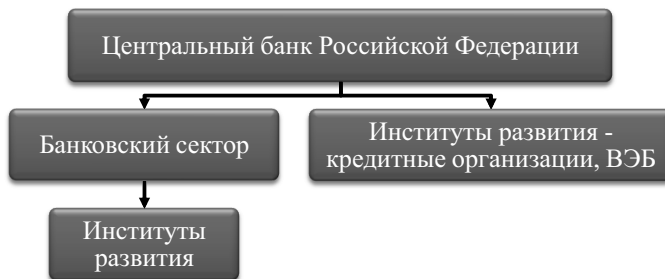 Центральный банк Российской Федерации
Банковский сектор
Институты развития -
кредитные организации, ВЭБ
Институты
развития